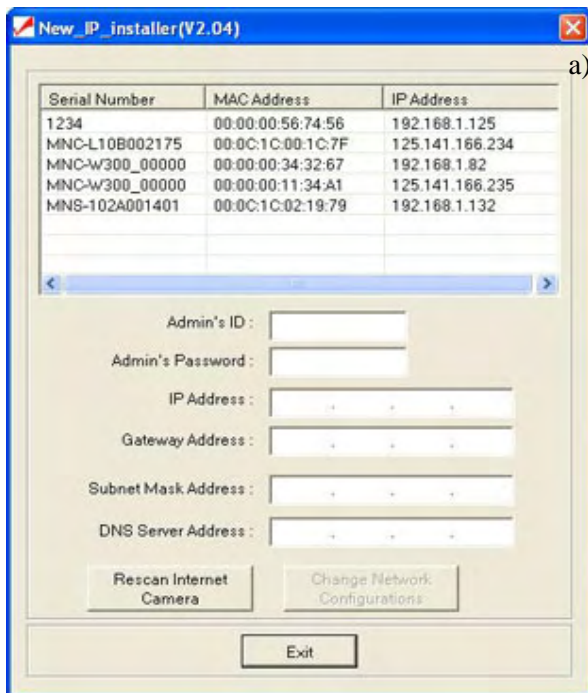 New_IP_installer(V2.04)
a)
Serial Number MAC Address IP Address
1234 00:00:00:56:74:56 192.168.1.125
MNC-L10B002175 00:0C:1C:00:1C:7F 125.141.166.234
MNC-W300_00000 00:00:00:34:32:67 192.168.1.82
MNC-W300_00000 00:00:00:11:34:A1 125.141.166.235
MNS-102A001401 00:0C:1C:02:19:79 192.168.1.132
Admin's ID :
Admin's Password :
IP Address : . . .
Gateway Address : . . .
Subnet Mask Address : . . .
DNS Server Address : . . .
Rescan Internet Camera
Change Network Configurations
Exit